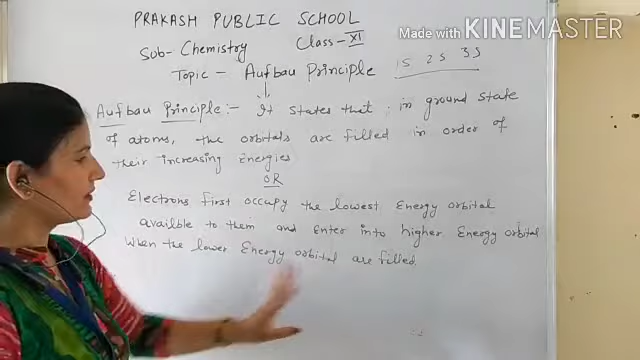 PRAKASH PUBLIC SCHOOL
Made with KINEMASTER
Sub- Chemistry Class-XI
1S 2S 3S
Topic - Aufbau Principle
Aufbau Principle:- It states that, in ground state
of atoms, the orbitals are filled in order of
their increasing Energies
OR
Electrons first occupy the lowest Energy orbital
availble to them and enter into higher Energy orbital
when the lower Energy orbital are filled.